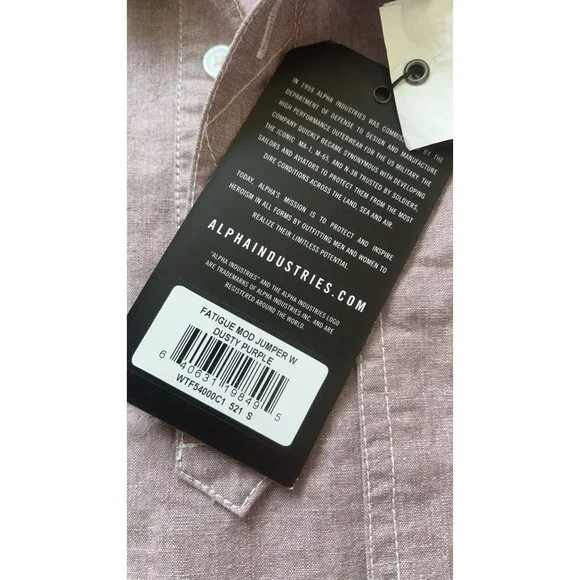 IN 1959 ALPHA INDUSTRIES WAS COMMIS BY THE
DEPARTMENT OF DEFENSE TO DESIGN AND MANUFACTURE
HIGH PERFORMANCE OUTERWEAR FOR THE US MILITARY. THE
COMPANY QUICKLY BECAME SYNONYMOUS WITH DEVELOPING
THE ICONIC MA-1, M-65, AND N-3B TRUSTED BY SOLDIERS,
SAILORS AND AVIATORS TO PROTECT THEM FROM THE MOST
DIRE CONDITIONS ACROSS THE LAND, SEA AND AIR.
TODAY, ALPHA'S MISSION IS TO PROTECT AND INSPIRE
HEROISM IN ALL FORMS BY OUTFITTING MEN AND WOMEN TO
REALIZE THEIR LIMITLESS POTENTIAL.
ALPHAINDUSTRIES.COM
"ALPHA INDUSTRIES" AND THE ALPHA INDUSTRIES LOGO
ARE TRADEMARKS OF ALPHA INDUSTRIES INC. AND ARE
REGISTERED AROUND THE WORLD.
FATIGUE MOD JUMPER W
DUSTY PURPLE
6 40631 19849 5
WTF54000C1 521 S